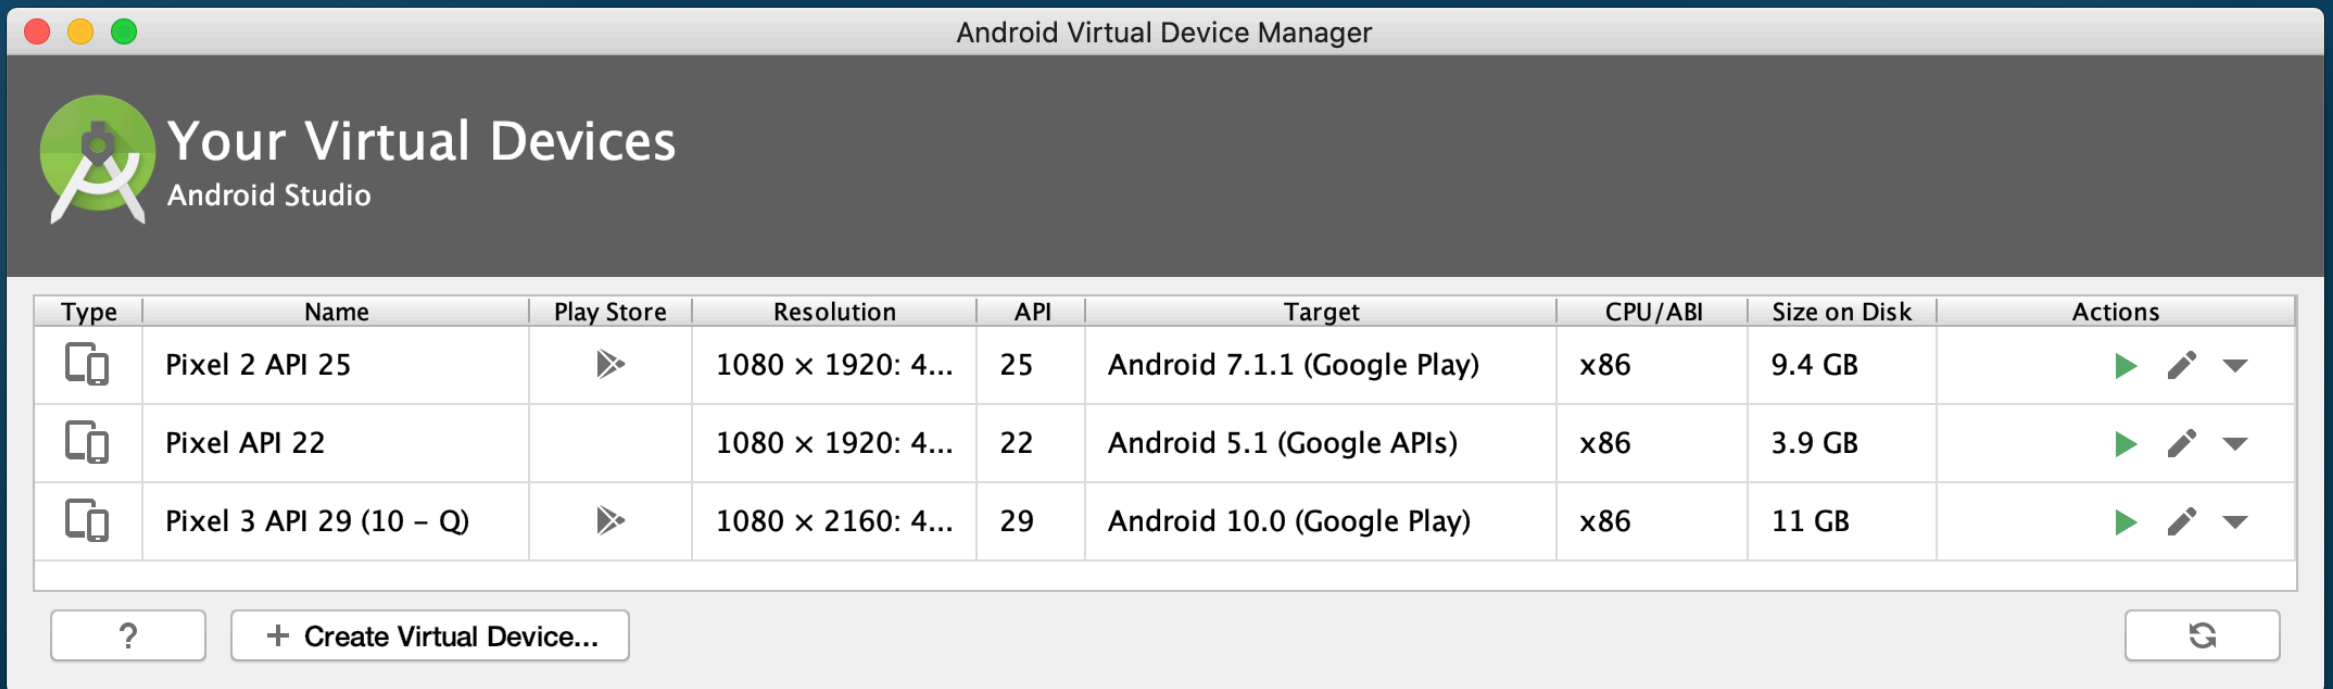 Android Virtual Device Manager
Your Virtual Devices
Android Studio
Type Name Play Store Resolution API Target CPU/ABI Size on Disk Actions
Pixel 2 API 25 1080 × 1920: 4... 25 Android 7.1.1 (Google Play) x86 9.4 GB
Pixel API 22 1080 × 1920: 4... 22 Android 5.1 (Google APIs) x86 3.9 GB
Pixel 3 API 29 (10 – Q) 1080 × 2160: 4... 29 Android 10.0 (Google Play) x86 11 GB
? + Create Virtual Device...